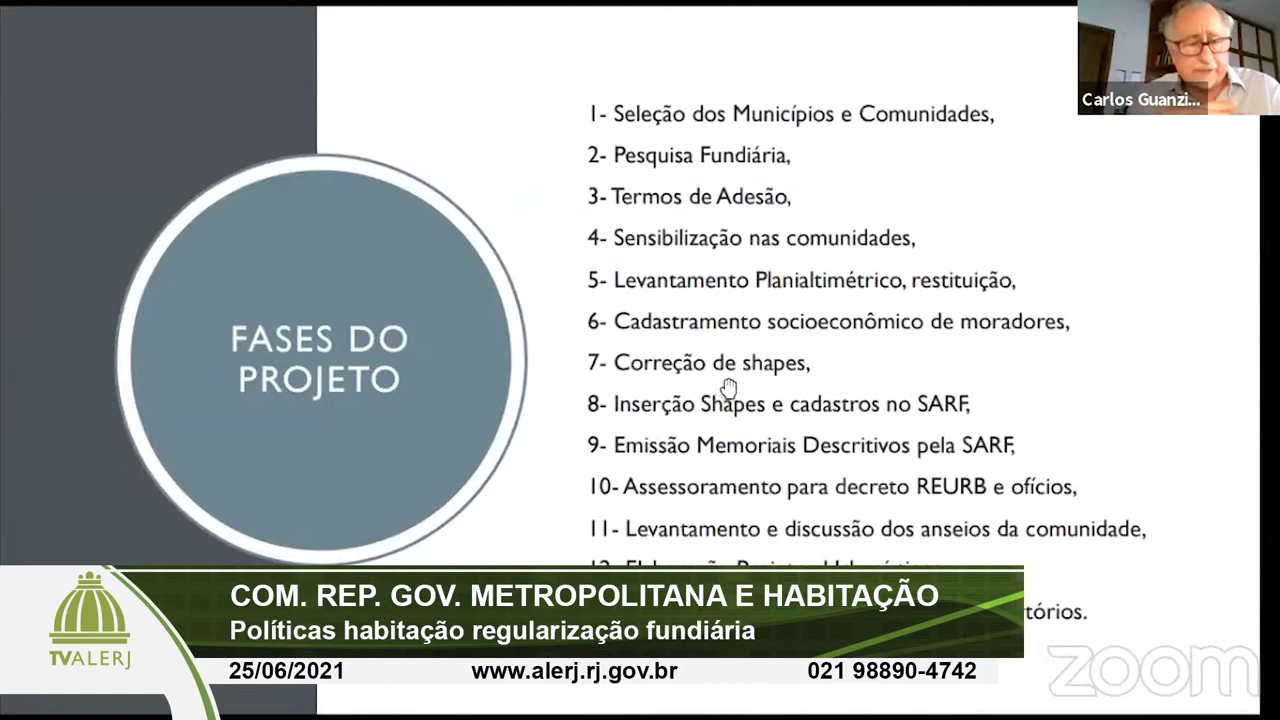 Carlos Guanzi...
1- Seleção dos Municípios e Comunidades,
2- Pesquisa Fundiária,
3- Termos de Adesão,
4- Sensibilização nas comunidades,
5- Levantamento Planialtimétrico, restituição,
6- Cadastramento socioeconômico de moradores,
7- Correção de shapes,
8- Inserção Shapes e cadastros no SARF,
9- Emissão Memoriais Descritivos pela SARF,
10- Assessoramento para decreto REURB e ofícios,
11- Levantamento e discussão dos anseios da comunidade,
FASES DO
PROJETO
COM. REP. GOV. METROPOLITANA E HABITAÇÃO
Políticas habitação regularização fundiária
TVALERJ
25/06/2021 www.alerj.rj.gov.br 021 98890-4742
zoom